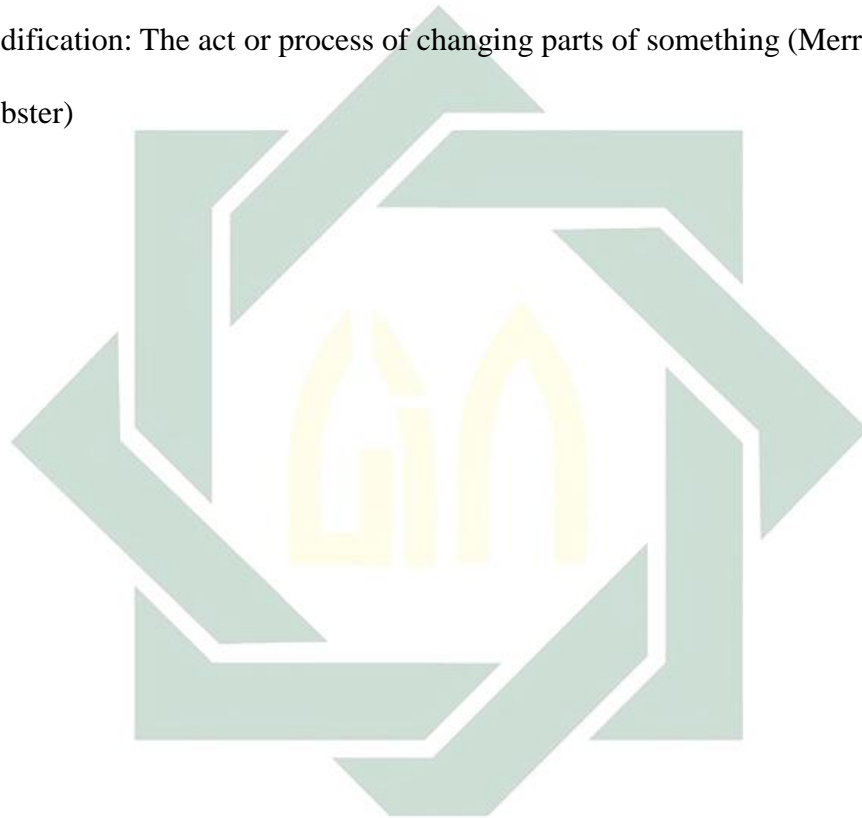 dification: The act or process of changing parts of something (Merr
bster)